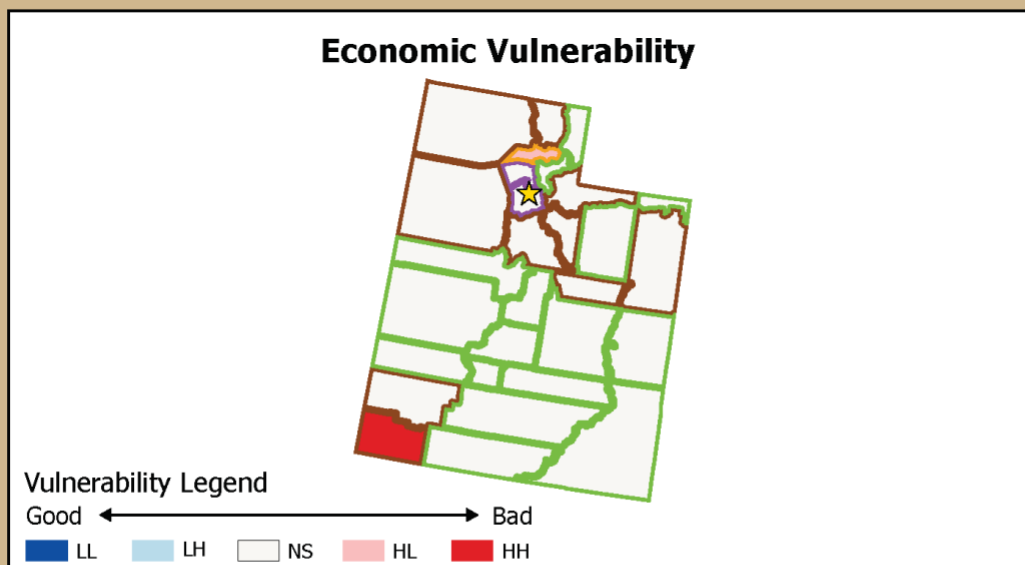 Economic Vulnerability
Vulnerability Legend
Good Bad
LL LH NS HL HH